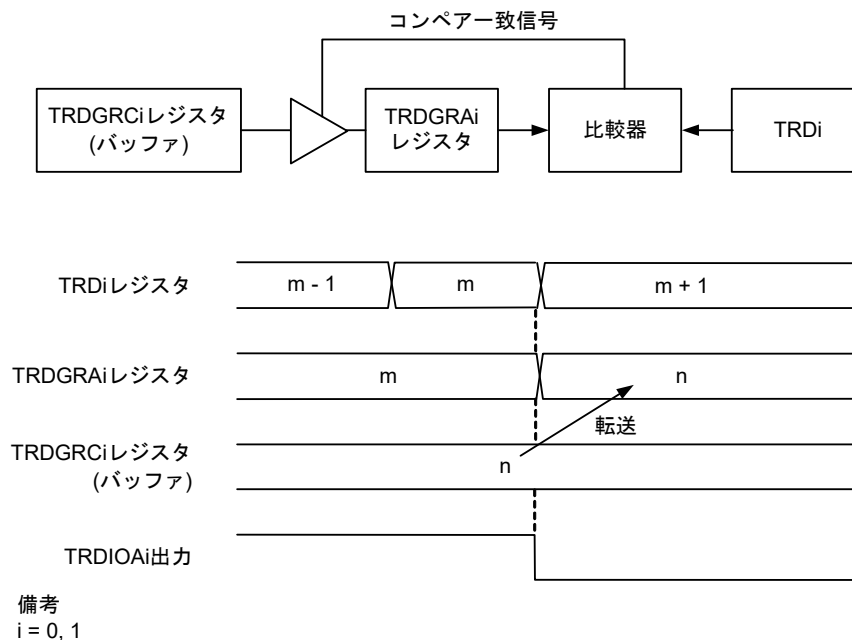 コンペア一致信号
TRDGRCiレジスタ
(バッファ)
TRDGRAi
レジスタ
比較器
TRDi
TRDiレジスタ
m - 1
m
m + 1
TRDGRAiレジスタ
m
n
転送
TRDGRCiレジスタ
(バッファ)
n
TRDIOAi出力
備考
i = 0, 1